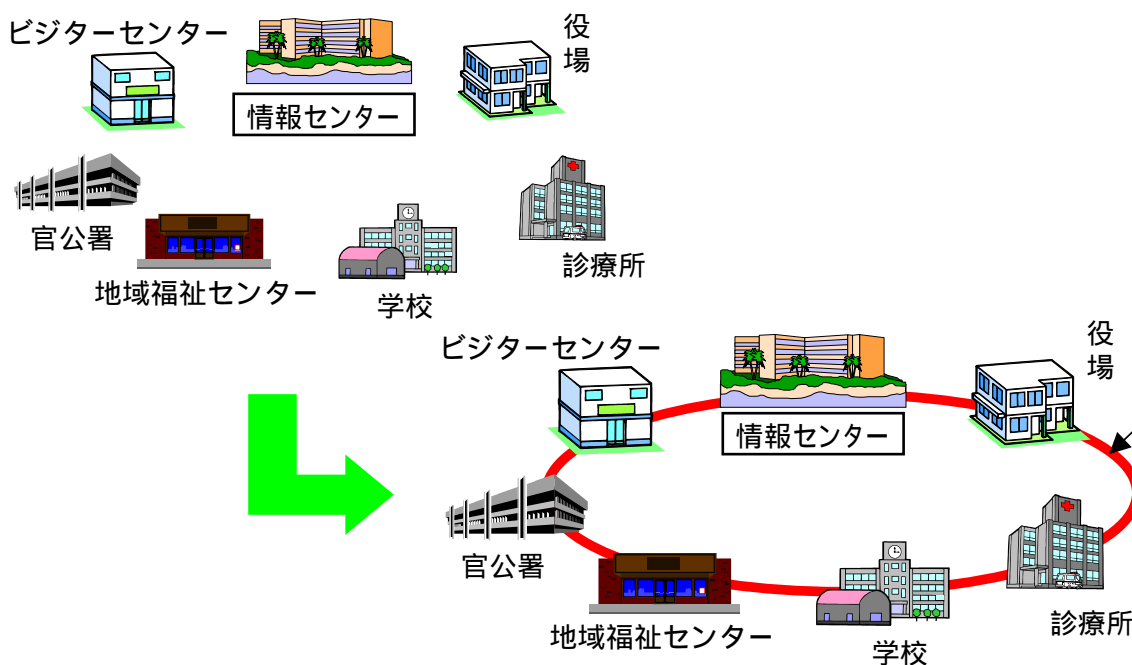 ビジターセンター
役場
情報センター
官公署
地域福祉センター
学校
診療所
ビジターセンター
役場
情報センター
官公署
地域福祉センター
学校
診療所